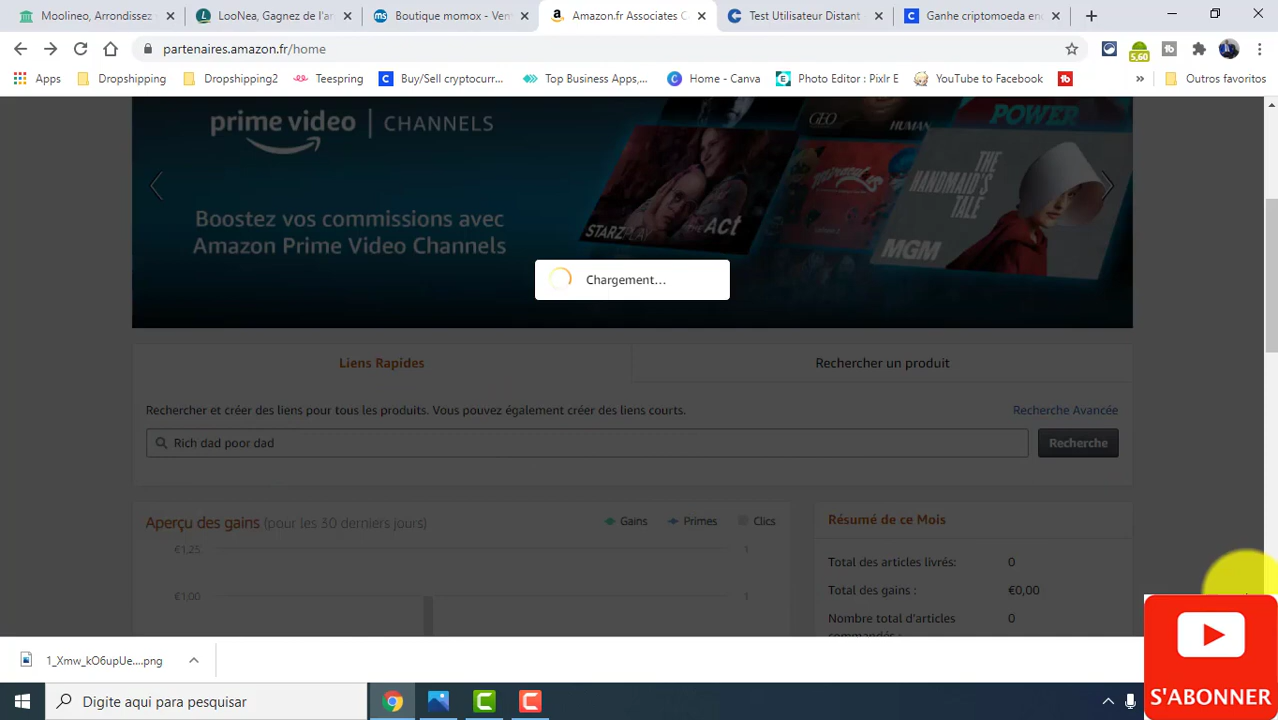 Moolineo, Arrondissez
LooNea, Gagnez de l'ar
Boutique momox - Ven
Amazon.fr Associates C
Test Utilisateur Distant
Ganhe criptomoeda en
partenaires.amazon.fr/home
5,60
Apps
Dropshipping
Dropshipping2
Teespring
Buy/Sell cryptocurr...
Top Business Apps,...
Home - Canva
Photo Editor : Pixlr E
YouTube to Facebook
»
Outros favoritos
prime video | CHANNELS
Boostez vos commissions avec
Amazon Prime Video Channels
STARZPLAY
Act
GEO
HUMAN
POWER
THE
HANDMAID'S
TALE
MGM
Chargement...
Liens Rapides
Rechercher un produit
Rechercher et créer des liens pour tous les produits. Vous pouvez également créer des liens courts.
Recherche Avancée
Rich dad poor dad
Recherche
Aperçu des gains (pour les 30 derniers jours)
Gains
Primes
Clics
€1,25
1
€1,00
1
Résumé de ce Mois
Total des articles livrés: 0
Total des gains : €0,00
Nombre total d'articles 0
commandés :
1_Xmw_kO6upUe....png
Digite aqui para pesquisar
S'ABONNER